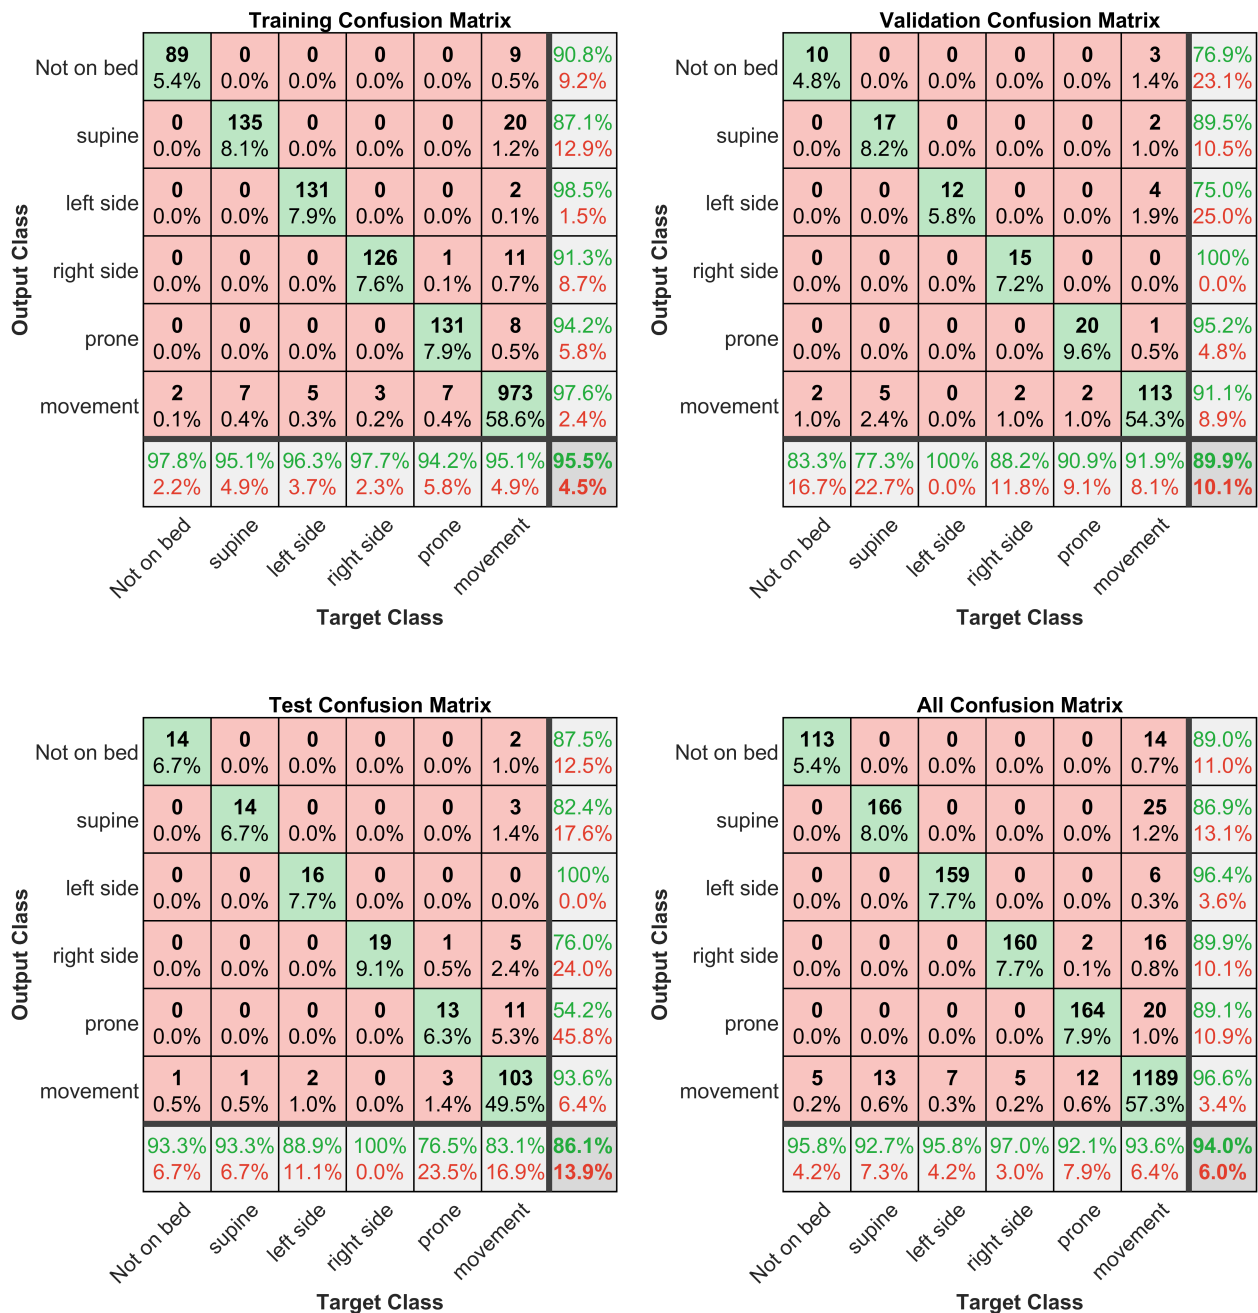 Training Confusion Matrix
Not on bed 89 0 0 0 0 9 90.8%
5.4% 0.0% 0.0% 0.0% 0.0% 0.5% 9.2%
supine 0 135 0 0 0 20 87.1%
0.0% 8.1% 0.0% 0.0% 0.0% 1.2% 12.9%
left side 0 0 131 0 0 2 98.5%
0.0% 0.0% 7.9% 0.0% 0.0% 0.1% 1.5%
right side 0 0 0 126 1 11 91.3%
0.0% 0.0% 0.0% 7.6% 0.1% 0.7% 8.7%
prone 0 0 0 0 131 8 94.2%
0.0% 0.0% 0.0% 0.0% 7.9% 0.5% 5.8%
movement 2 7 5 3 7 973 97.6%
0.1% 0.4% 0.3% 0.2% 0.4% 58.6% 2.4%
97.8% 95.1% 96.3% 97.7% 94.2% 95.1% 95.5%
2.2% 4.9% 3.7% 2.3% 5.8% 4.9% 4.5%
Not on bed supine left side right side prone movement
Output Class
Target Class
Validation Confusion Matrix
Not on bed 10 0 0 0 0 3 76.9%
4.8% 0.0% 0.0% 0.0% 0.0% 1.4% 23.1%
supine 0 17 0 0 0 2 89.5%
0.0% 8.2% 0.0% 0.0% 0.0% 1.0% 10.5%
left side 0 0 12 0 0 4 75.0%
0.0% 0.0% 5.8% 0.0% 0.0% 1.9% 25.0%
right side 0 0 0 15 0 0 100%
0.0% 0.0% 0.0% 7.2% 0.0% 0.0% 0.0%
prone 0 0 0 0 20 1 95.2%
0.0% 0.0% 0.0% 0.0% 9.6% 0.5% 4.8%
movement 2 5 0 2 2 113 91.1%
1.0% 2.4% 0.0% 1.0% 1.0% 54.3% 8.9%
83.3% 77.3% 100% 88.2% 90.9% 91.9% 89.9%
16.7% 22.7% 0.0% 11.8% 9.1% 8.1% 10.1%
Not on bed supine left side right side prone movement
Output Class
Target Class
Test Confusion Matrix
Not on bed 14 0 0 0 0 2 87.5%
6.7% 0.0% 0.0% 0.0% 0.0% 1.0% 12.5%
supine 0 14 0 0 0 3 82.4%
0.0% 6.7% 0.0% 0.0% 0.0% 1.4% 17.6%
left side 0 0 16 0 0 0 100%
0.0% 0.0% 7.7% 0.0% 0.0% 0.0% 0.0%
right side 0 0 0 19 1 5 76.0%
0.0% 0.0% 0.0% 9.1% 0.5% 2.4% 24.0%
prone 0 0 0 0 13 11 54.2%
0.0% 0.0% 0.0% 0.0% 6.3% 5.3% 45.8%
movement 1 1 2 0 3 103 93.6%
0.5% 0.5% 1.0% 0.0% 1.4% 49.5% 6.4%
93.3% 93.3% 88.9% 100% 76.5% 83.1% 86.1%
6.7% 6.7% 11.1% 0.0% 23.5% 16.9% 13.9%
Not on bed supine left side right side prone movement
Output Class
Target Class
All Confusion Matrix
Not on bed 113 0 0 0 0 14 89.0%
5.4% 0.0% 0.0% 0.0% 0.0% 0.7% 11.0%
supine 0 166 0 0 0 25 86.9%
0.0% 8.0% 0.0% 0.0% 0.0% 1.2% 13.1%
left side 0 0 159 0 0 6 96.4%
0.0% 0.0% 7.7% 0.0% 0.0% 0.3% 3.6%
right side 0 0 0 160 2 16 89.9%
0.0% 0.0% 0.0% 7.7% 0.1% 0.8% 10.1%
prone 0 0 0 0 164 20 89.1%
0.0% 0.0% 0.0% 0.0% 7.9% 1.0% 10.9%
movement 5 13 7 5 12 1189 96.6%
0.2% 0.6% 0.3% 0.2% 0.6% 57.3% 3.4%
95.8% 92.7% 95.8% 97.0% 92.1% 93.6% 94.0%
4.2% 7.3% 4.2% 3.0% 7.9% 6.4% 6.0%
Not on bed supine left side right side prone movement
Output Class
Target Class